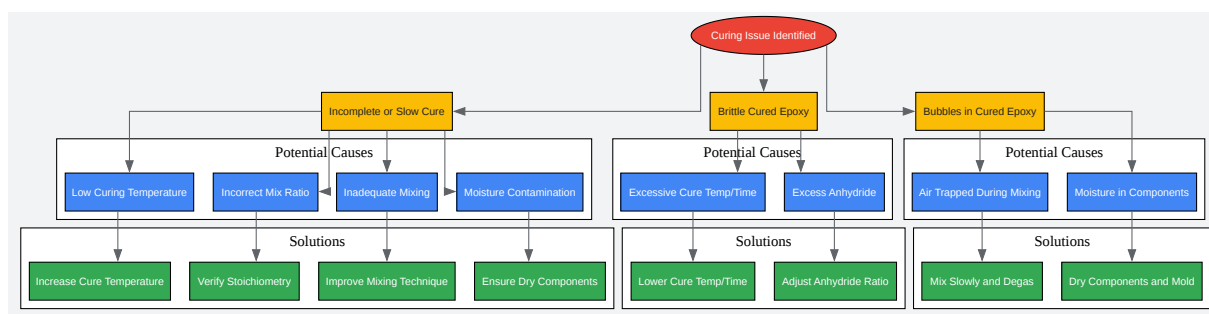 Curing Issue Identified
Incomplete or Slow Cure
Brittle Cured Epoxy
Bubbles in Cured Epoxy
Potential Causes
Potential Causes
Potential Causes
Low Curing Temperature
Incorrect Mix Ratio
Inadequate Mixing
Moisture Contamination
Excessive Cure Temp/Time
Excess Anhydride
Air Trapped During Mixing
Moisture in Components
Solutions
Solutions
Solutions
Increase Cure Temperature
Verify Stoichiometry
Improve Mixing Technique
Ensure Dry Components
Lower Cure Temp/Time
Adjust Anhydride Ratio
Mix Slowly and Degas
Dry Components and Mold